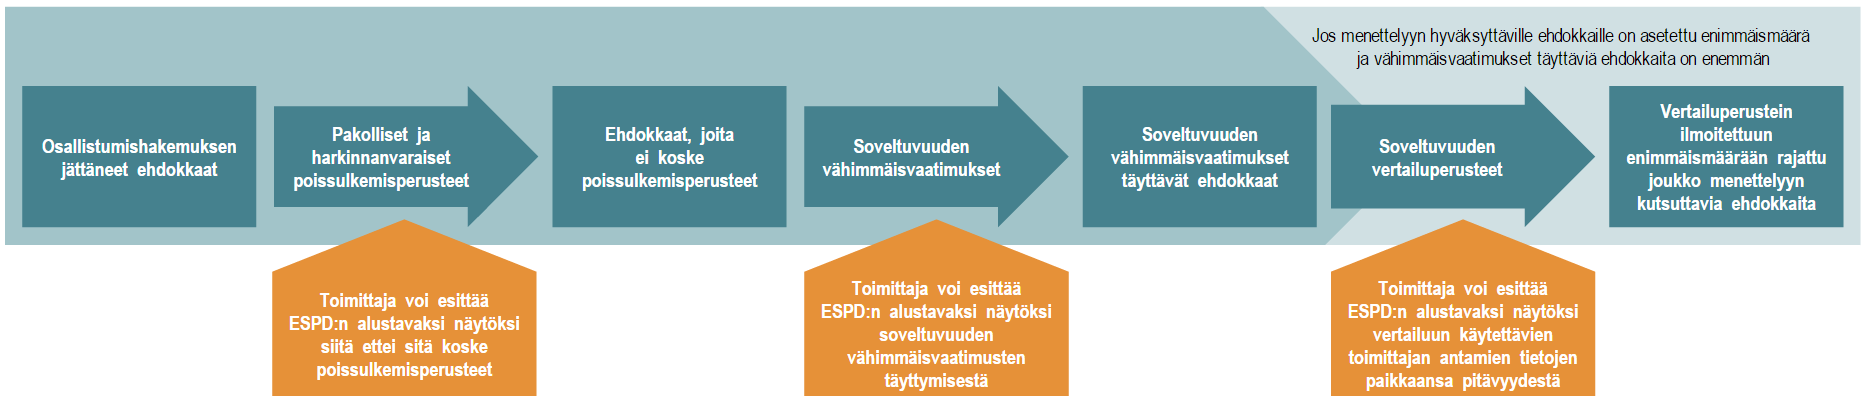 Jos menettelyyn hyväksyttäville ehdokkaille on asetettu enimmäismäärä
ja vähimmäisvaatimukset täyttäviä ehdokkaita on enemmän
Osallistumishakemuksen
jättäneet ehdokkaat
Pakolliset ja
harkinnanvaraiset
poissulkemisperusteet
Ehdokkaat, joita
ei koske
poissulkemisperusteet
Soveltuvuuden
vähimmäisvaatimukset
Soveltuvuuden
vähimmäisvaatimukset
täyttävät ehdokkaat
Soveltuvuuden
vertailuperusteet
Vertailuperustein
ilmoitettuun
enimmäismäärään rajattu
joukko menettelyyn
kutsuttavia ehdokkaita
Toimittaja voi esittää
ESPD:n alustavaksi näytöksi
siitä ettei sitä koske
poissulkemisperusteet
Toimittaja voi esittää
ESPD:n alustavaksi näytöksi
soveltuvuuden
vähimmäisvaatimusten
täyttymisestä
Toimittaja voi esittää
ESPD:n alustavaksi näytöksi
vertailuun käytettävien
toimittajan antamien tietojen
paikkaansa pitävyydestä